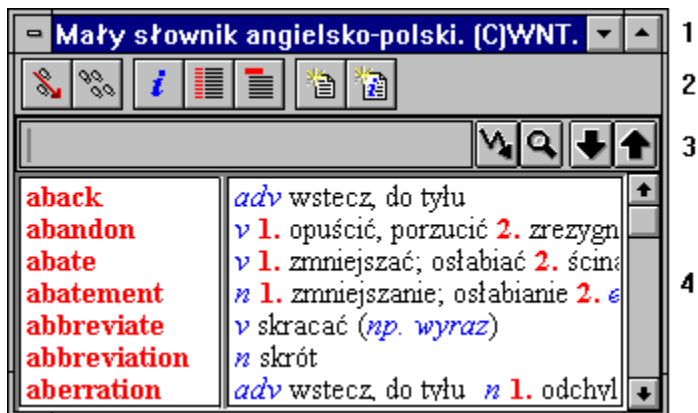 Mały słownik angielsko-polski. (C)WNT. 1
2
3
aback adv wstecz, do tyłu
abandon v 1. opuścić, porzucić 2. zrezygn
abate v 1. zmniejszać; osłabiać 2. ścina
abatement n 1. zmniejszanie; osłabianie 2. e 4
abbreviate v skracać (np. wyraz)
abbreviation n skrót
aberration adv wstecz, do tyłu n 1. odchyl